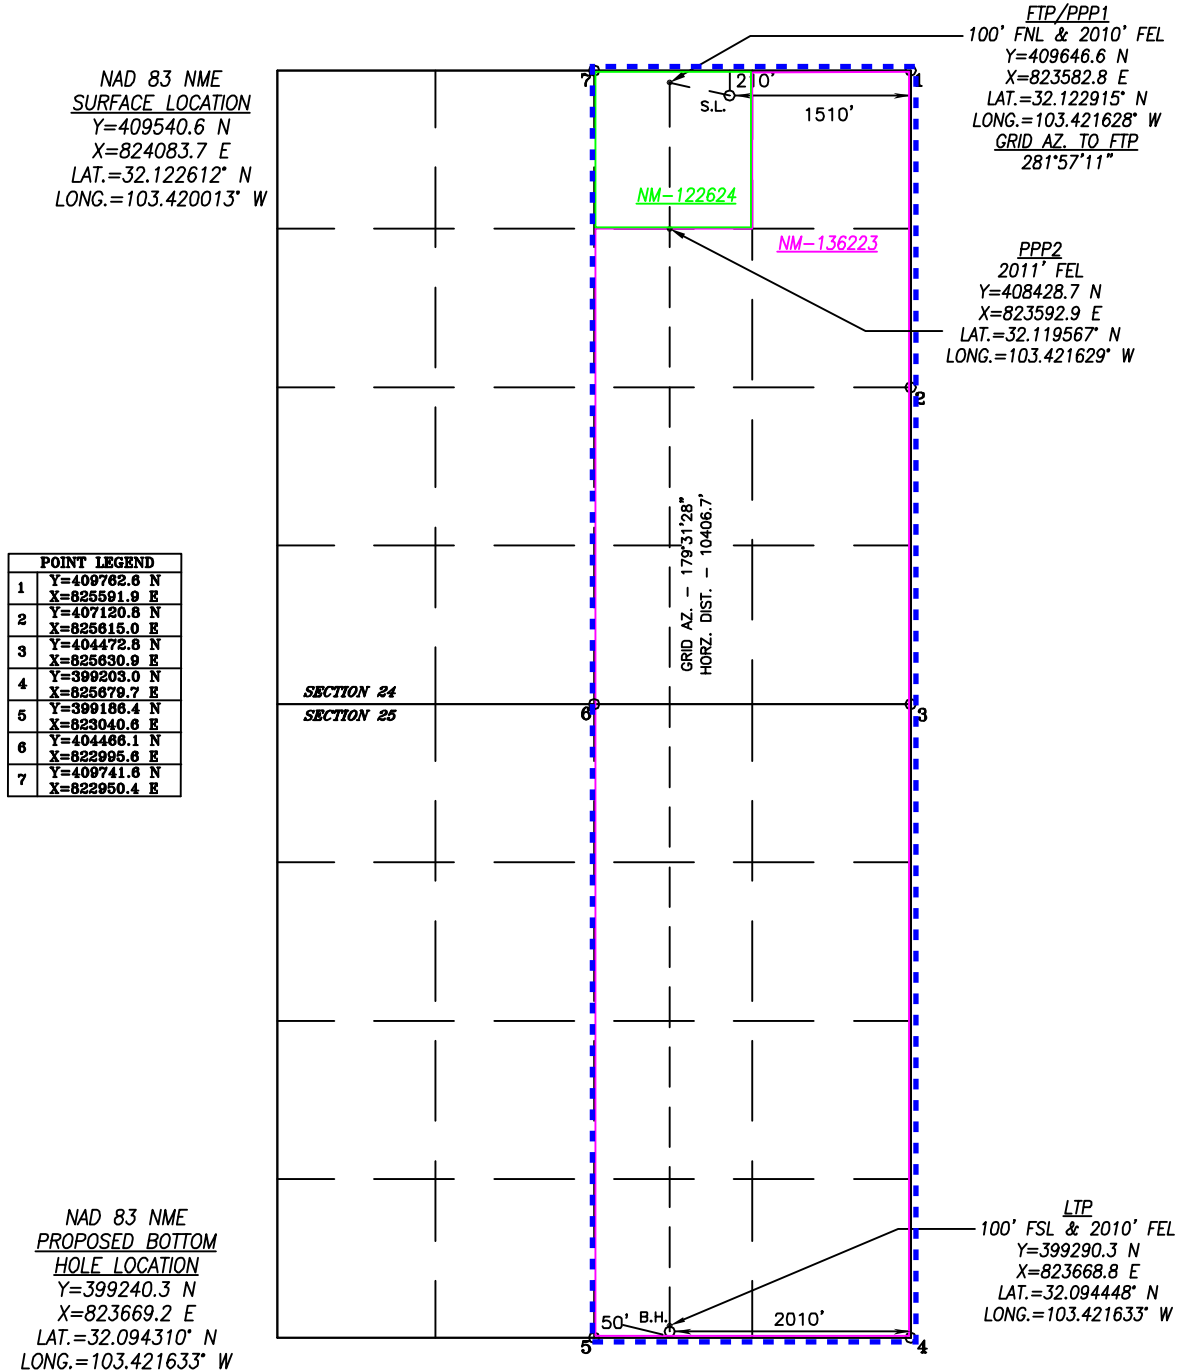 FTP/PPP1
100' FNL & 2010' FEL
Y=409646.6 N
X=823582.8 E
LAT.=32.122915° N
LONG.=103.421628° W
GRID AZ. TO FTP
281°57'11"
NAD 83 NME
SURFACE LOCATION
Y=409540.6 N
X=824083.7 E
LAT.=32.122612° N
LONG.=103.420013° W
7
210'
1
S.L.
1510'
NM-122624
NM-136223
PPP2
2011' FEL
Y=408428.7 N
X=823592.9 E
LAT.=32.119567° N
LONG.=103.421629° W
2
GRID AZ. - 179°31'28"
HORZ. DIST. - 10406.7'
POINT LEGEND
1 Y=409762.6 N
X=825591.9 E
2 Y=407120.8 N
X=825615.0 E
3 Y=404472.8 N
X=825630.9 E
4 Y=399203.0 N
X=825679.7 E
5 Y=399186.4 N
X=823040.6 E
6 Y=404466.1 N
X=822995.6 E
7 Y=409741.6 N
X=822950.4 E
SECTION 24
SECTION 25
6
3
NAD 83 NME
PROPOSED BOTTOM
HOLE LOCATION
Y=399240.3 N
X=823669.2 E
LAT.=32.094310° N
LONG.=103.421633° W
LTP
100' FSL & 2010' FEL
Y=399290.3 N
X=823668.8 E
LAT.=32.094448° N
LONG.=103.421633° W
50'
B.H.
2010'
5
4